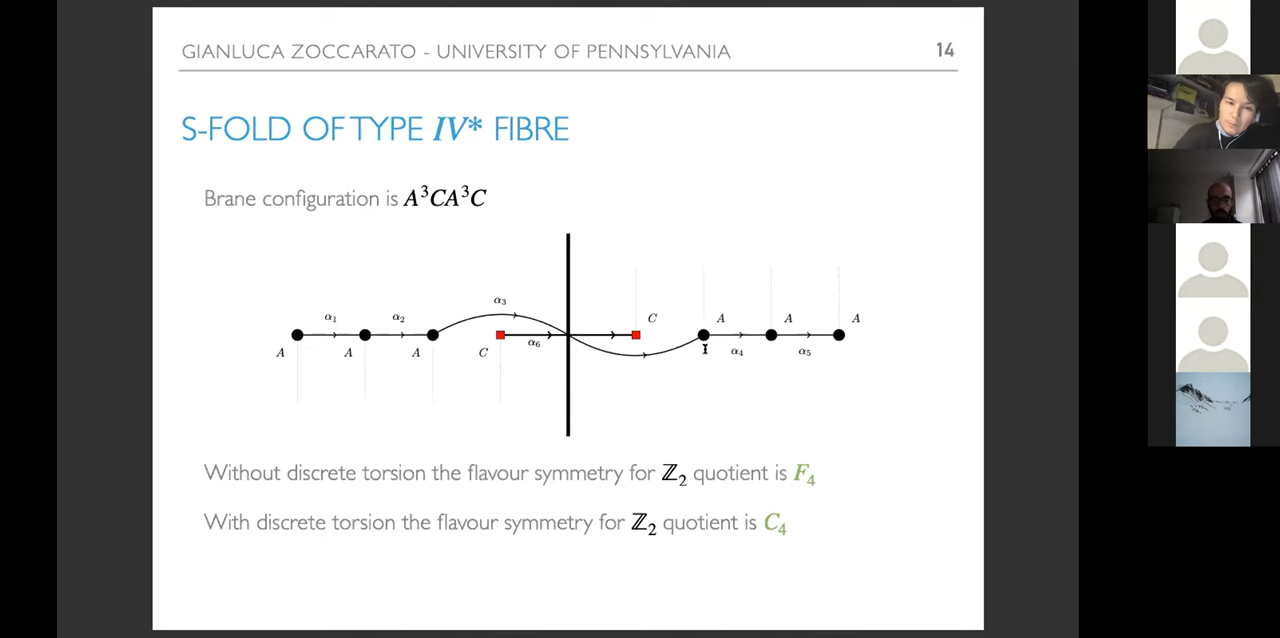 GIANLUCA ZOCCARATO - UNIVERSITY OF PENNSYLVANIA 14
S-FOLD OF TYPE IV* FIBRE
Brane configuration is A³CA³C
α₃
α₁ α₂ C A A A
A A A C α₆ α₄ α₅
Without discrete torsion the flavour symmetry for ℤ₂ quotient is F₄
With discrete torsion the flavour symmetry for ℤ₂ quotient is C₄